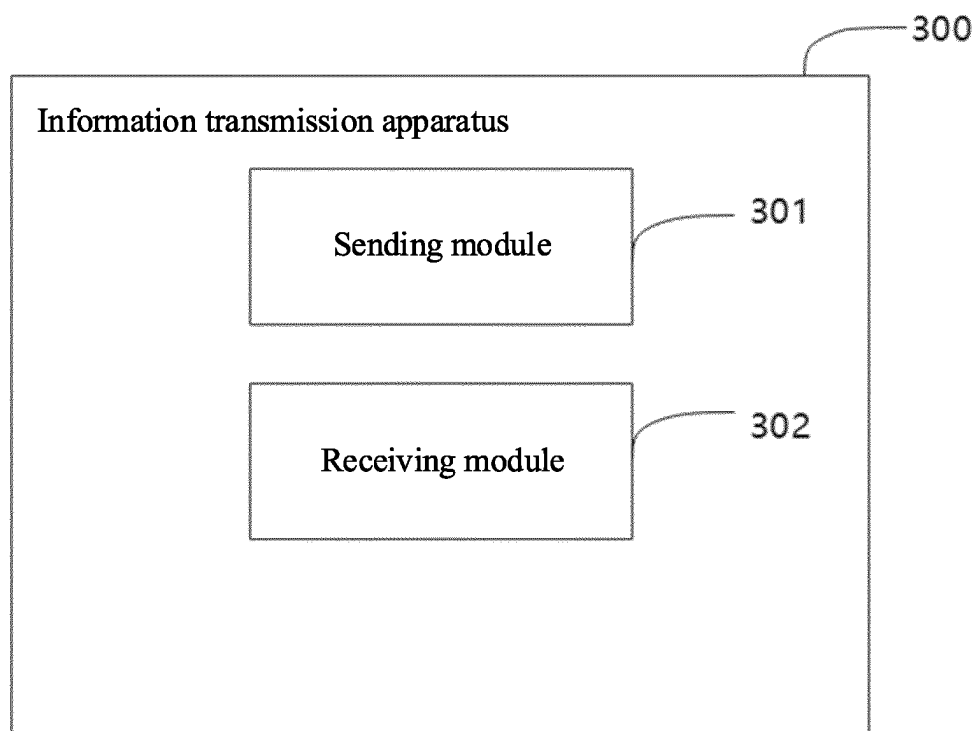 300
Information transmission apparatus
301
Sending module
302
Receiving module